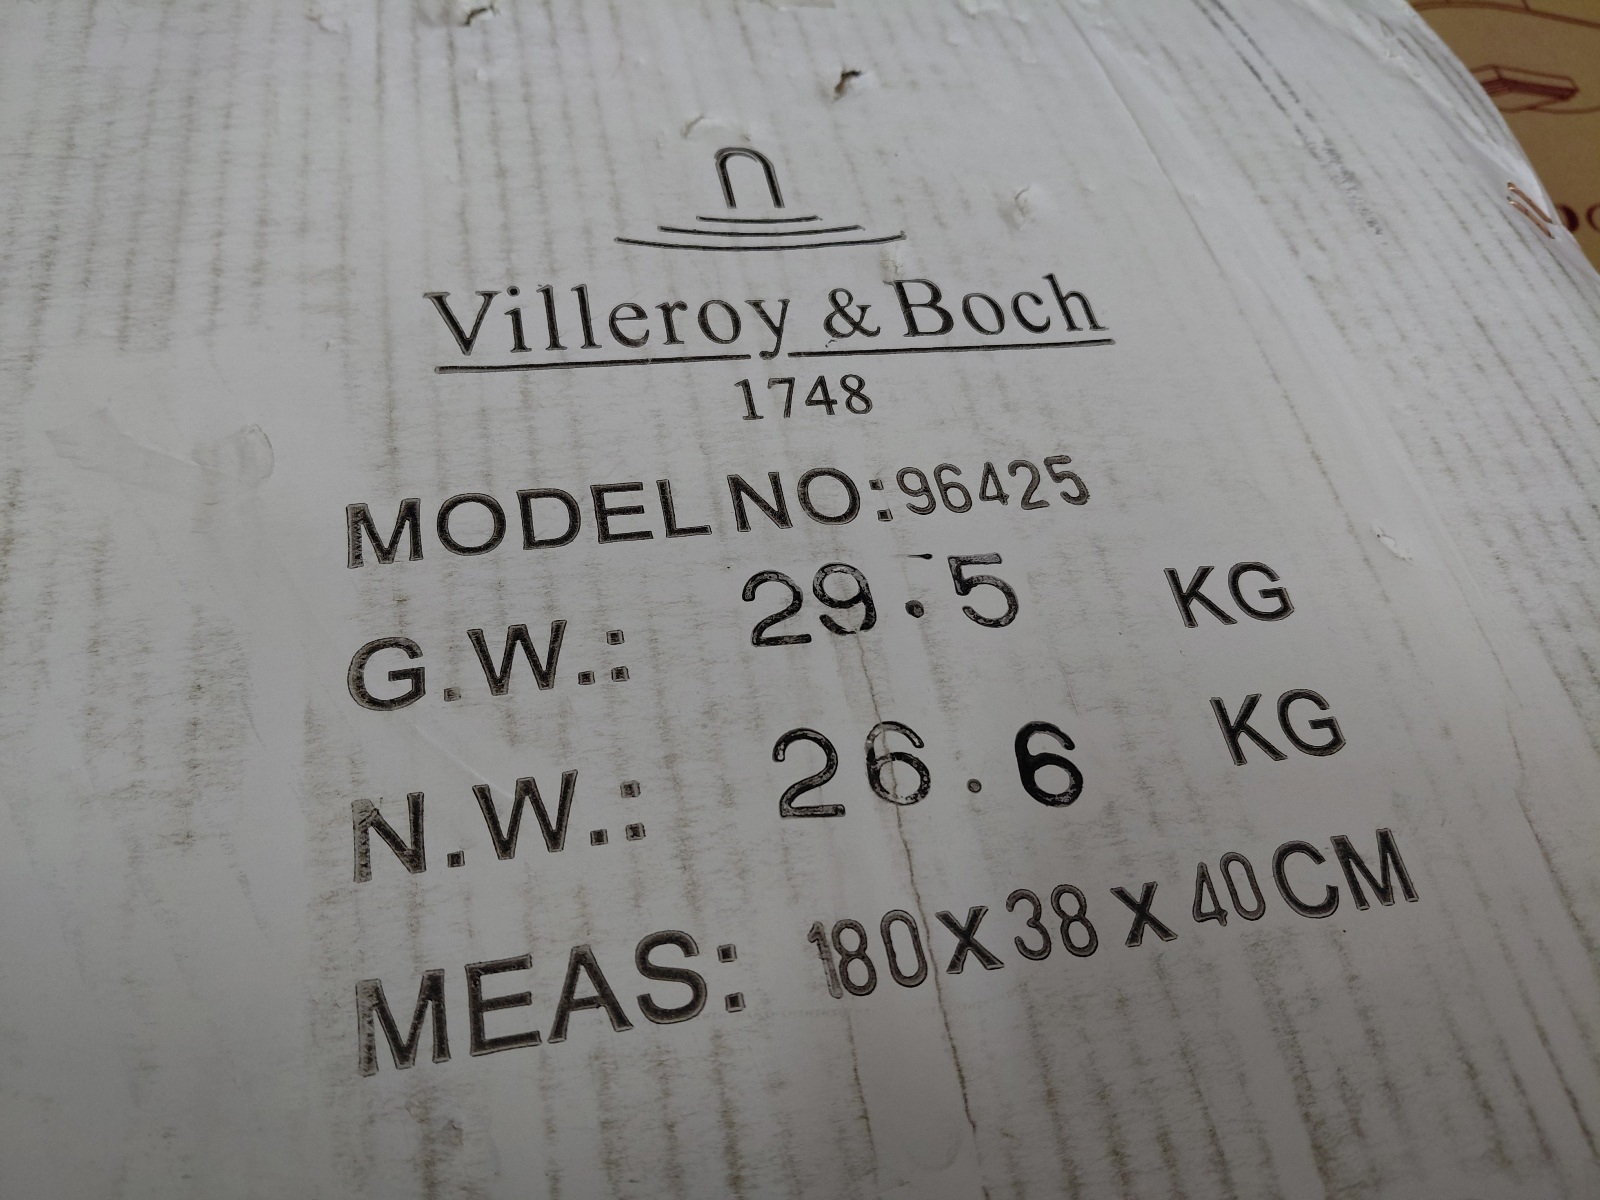 Villeroy & Boch
1748
MODEL NO:96425
G.W.: 29.5 KG
N.W.: 26.6 KG
MEAS: 180X38X40CM